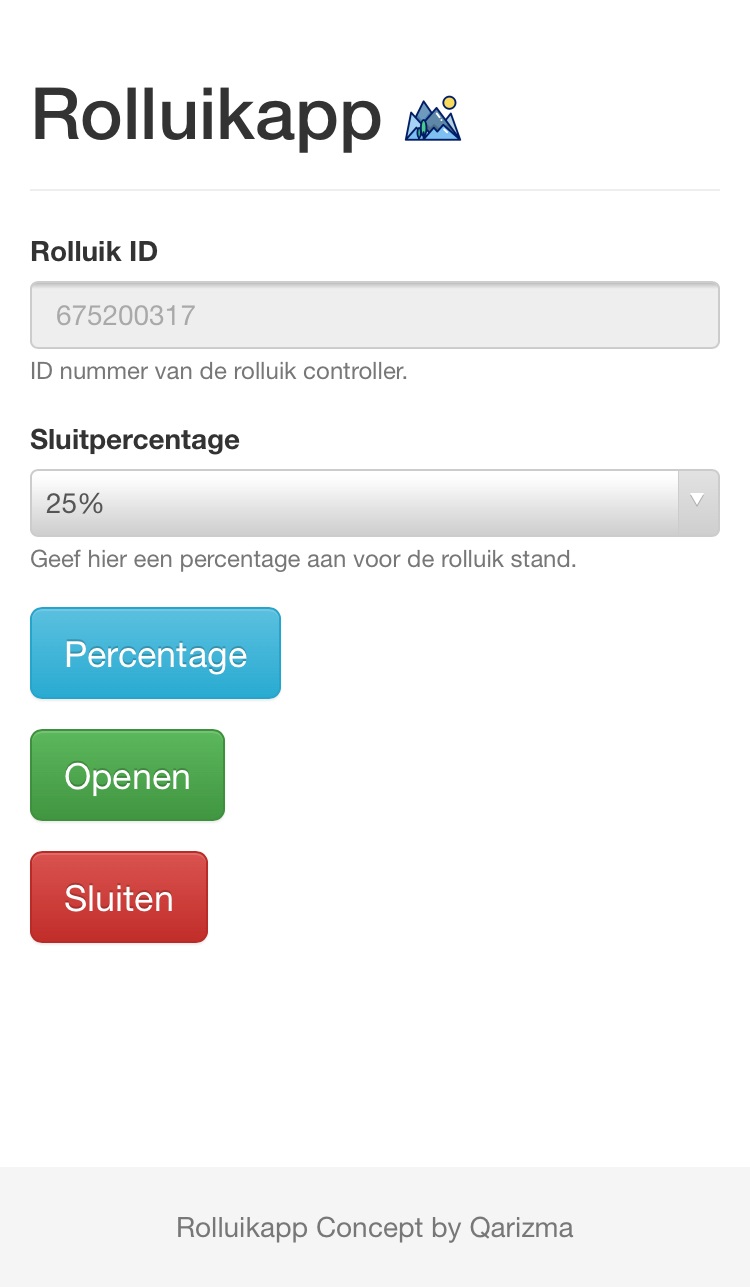 Rolluikapp
Rolluik ID
675200317
ID nummer van de rolluik controller.
Sluitpercentage
25%
Geef hier een percentage aan voor de rolluik stand.
Percentage
Openen
Sluiten
Rolluikapp Concept by Qarizma